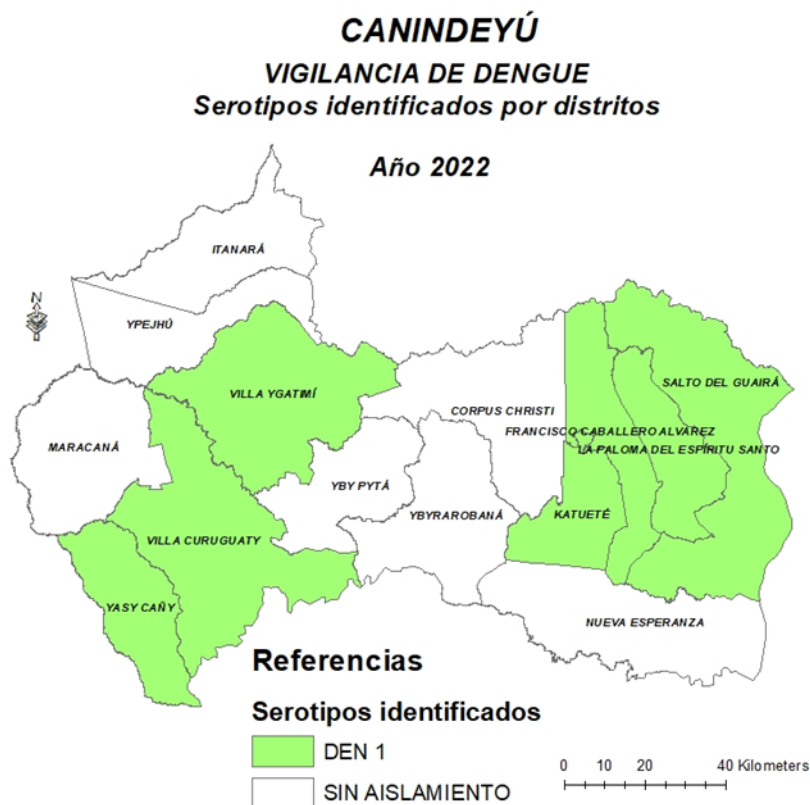 CANINDEYÚ
VIGILANCIA DE DENGUE
Serotipos identificados por distritos
Año 2022
ITANARÁ
N
YPEJHÚ
SALTO DEL GUAIRÁ
VILLA YGATIMÍ
CORPUS CHRISTI
FRANCISCO CABALLERO ALVAREZ
MARACANÁ
LA PALOMA DEL ESPÍRITU SANTO
YBY PYTÁ
YBYRAROBANÁ
KATUETÉ
VILLA CURUGUATY
YASY CAÑY
NUEVA ESPERANZA
Referencias
Serotipos identificados
DEN 1
SIN AISLAMIENTO
0 10 20 40 Kilometers